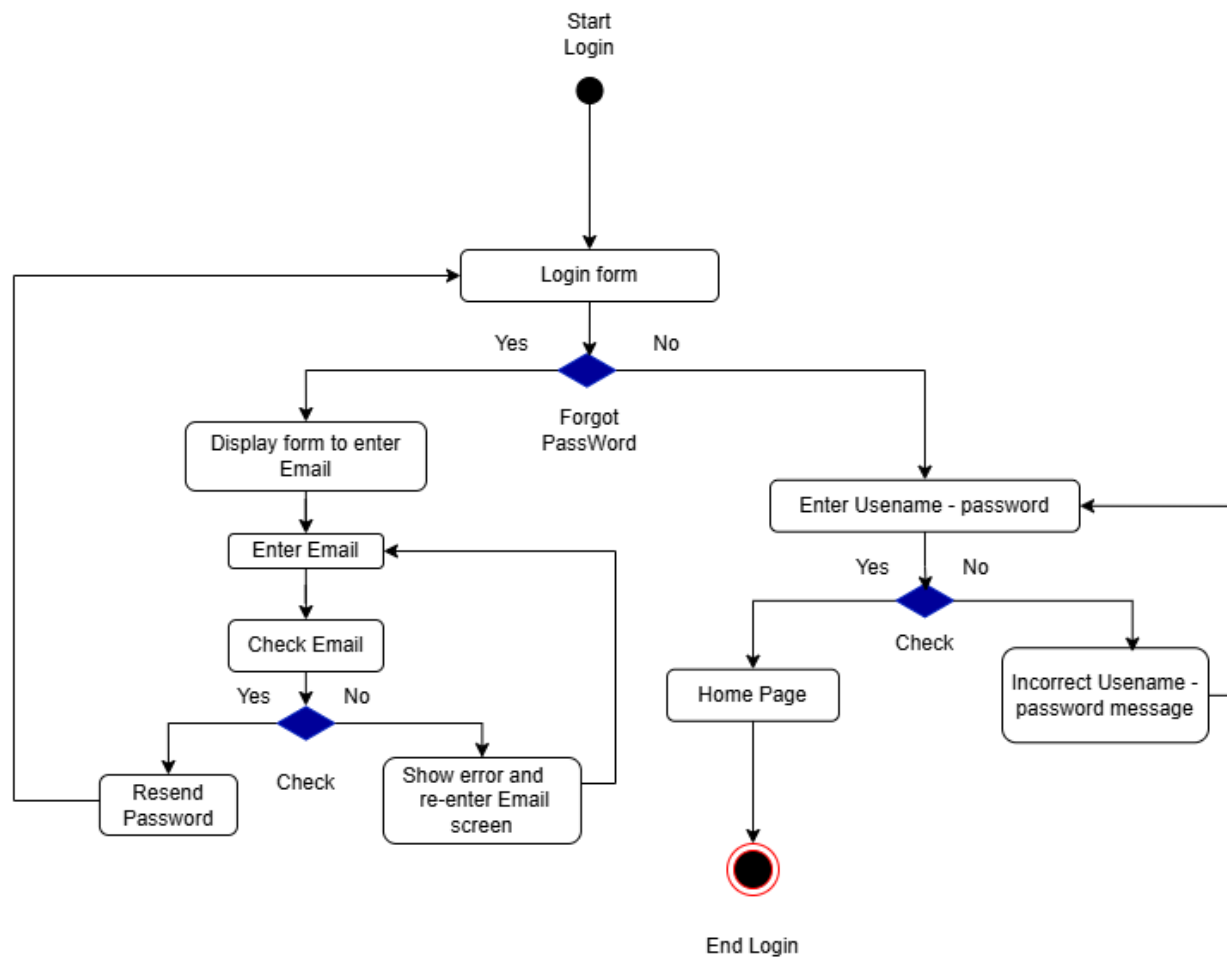 Start
Login
Login form
Yes
No
Forgot
PassWord
Display form to enter
Email
Enter Email
Check Email
Yes
No
Check
Resend
Password
Show error and
re-enter Email
screen
Enter Usename - password
Yes
No
Check
Home Page
Incorrect Usename -
password message
End Login